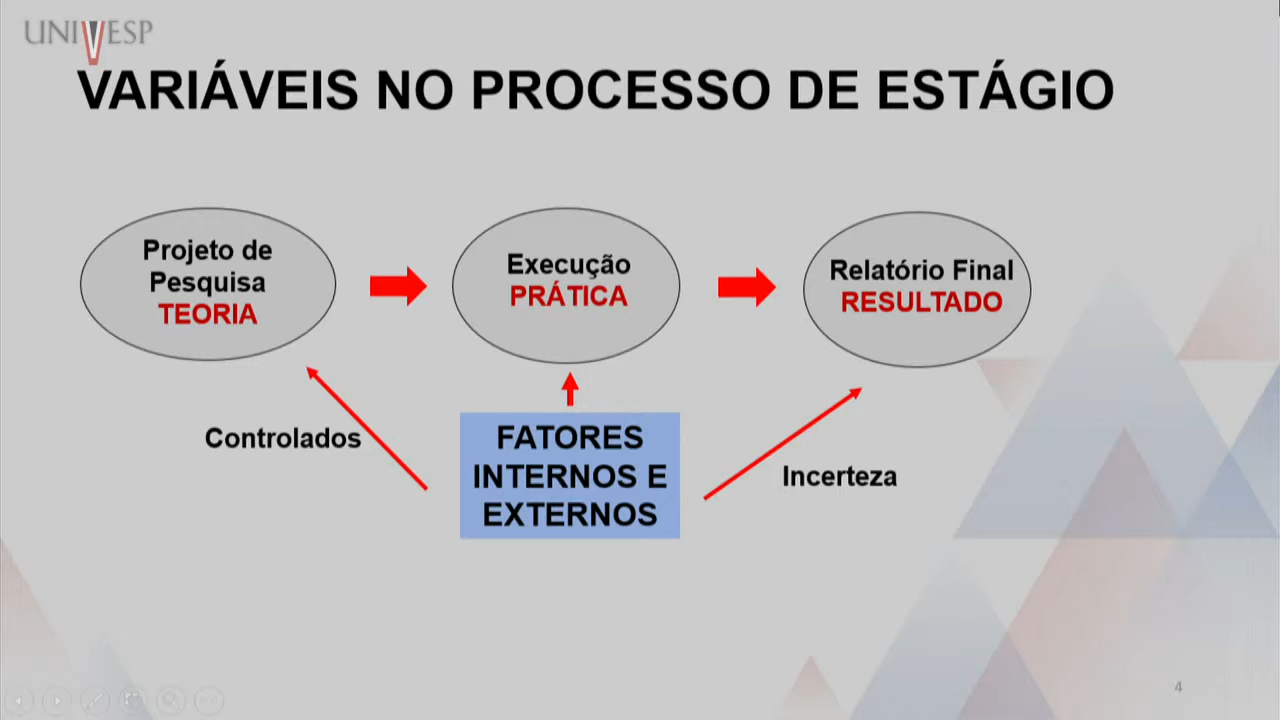 UNIVESP
VARIÁVEIS NO PROCESSO DE ESTÁGIO
Projeto de
Pesquisa
TEORIA
Execução
PRÁTICA
Relatório Final
RESULTADO
Controlados
FATORES
INTERNOS E
EXTERNOS
Incerteza
4